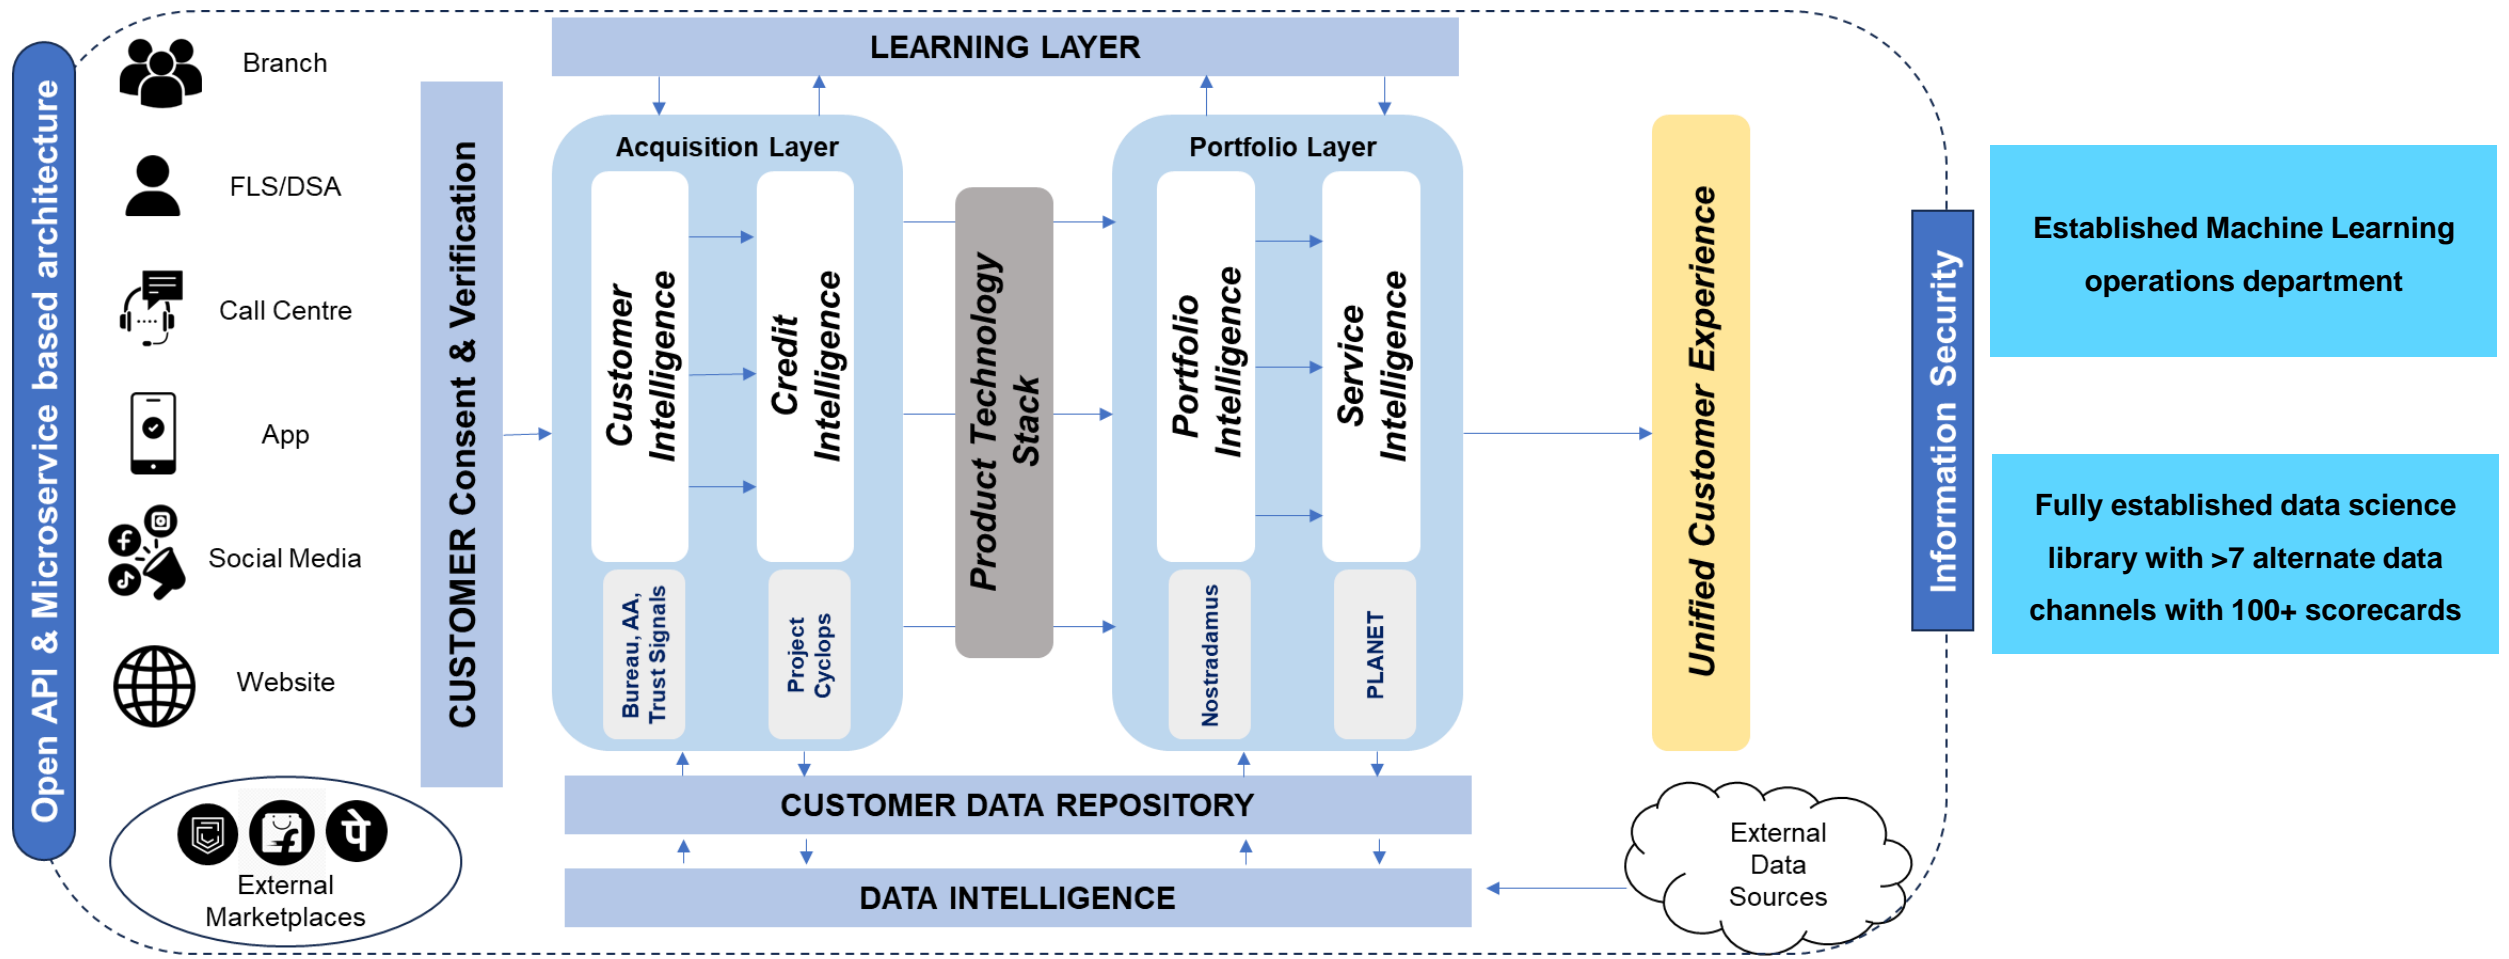 Open API & Microservice based architecture
Branch
FLS/DSA
Call Centre
App
Social Media
Website
पे
External
Marketplaces
CUSTOMER Consent & Verification
LEARNING LAYER
Acquisition Layer
Customer
Intelligence
Credit
Intelligence
Bureau, AA,
Trust Signals
Project
Cyclops
Product Technology
Stack
Portfolio Layer
Portfolio
Intelligence
Service
Intelligence
Nostradamus
PLANET
CUSTOMER DATA REPOSITORY
DATA INTELLIGENCE
Unified Customer Experience
External
Data
Sources
Information Security
Established Machine Learning
operations department
Fully established data science
library with >7 alternate data
channels with 100+ scorecards